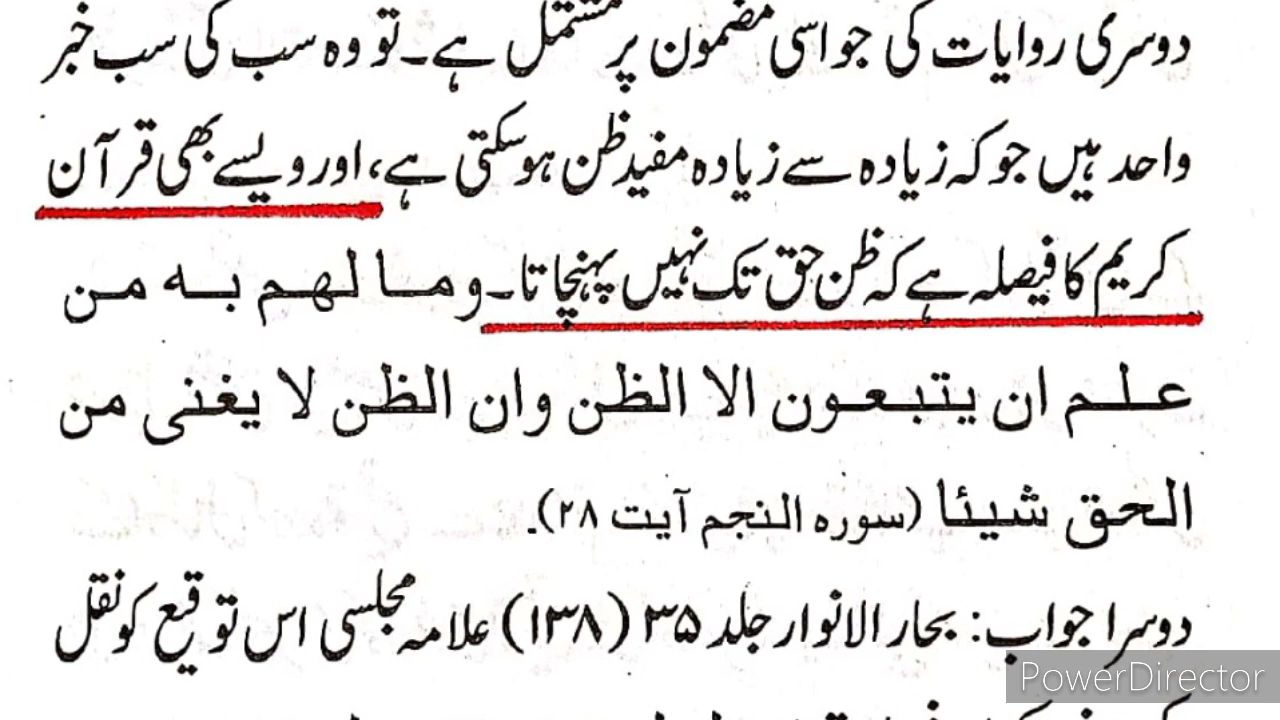 دوسری روایات کی جو اسی مضمون پر مشتمل ہے۔ تو وہ سب کی سب خبر
واحد ہیں جو کہ زیادہ سے زیادہ مفید ظن ہو سکتی ہے، اور ویسے بھی قرآن
کریم کا فیصلہ ہے کہ ظن حق تک نہیں پہنچاتا۔ وما لهم به من
علم ان يتبعون الا الظن وان الظن لا يغنى من
الحق شيئا (سورہ النجم آیت ۲۸)۔
دوسرا جواب: بحار الانوار جلد ۳۵ (۱۳۸) علامہ مجلسی اس توقیع کو نقل
PowerDirector